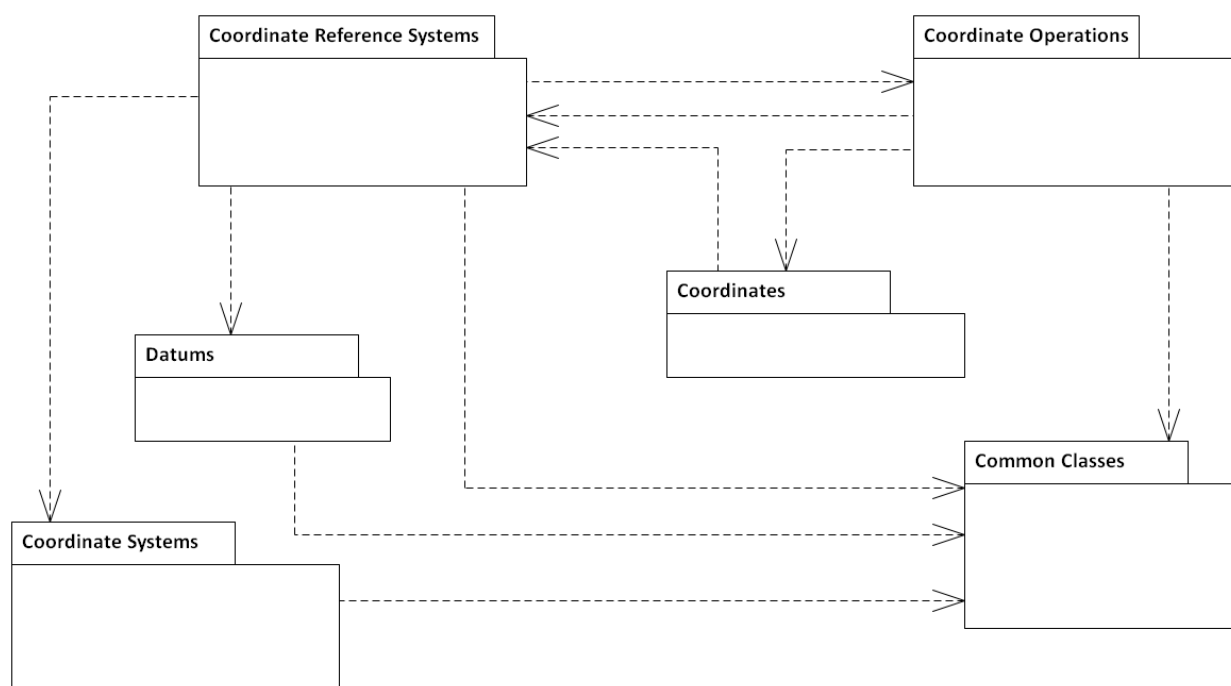 Coordinate Reference Systems
Coordinate Operations
Coordinates
Datums
Common Classes
Coordinate Systems